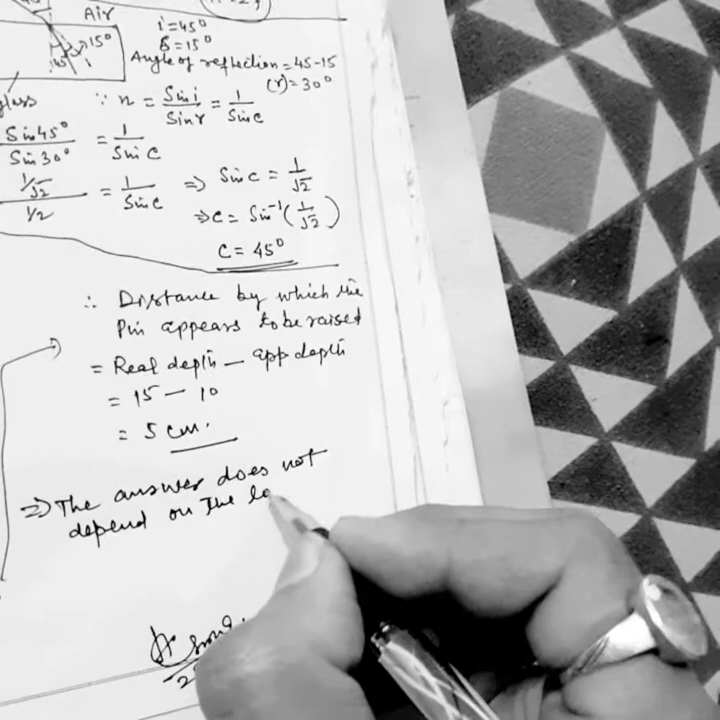 Air
15°
i = 45°
δ = 15°
Angle of reflection = 45 - 15
(r) = 30°
glass
∵ n = Sin i / Sin r = 1 / Sin c
Sin 45° / Sin 30° = 1 / Sin c
1/√2 / 1/2 = 1 / Sin c ⇒ Sin c = 1/√2
⇒ c = Sin⁻¹ (1/√2)
c = 45°
∴ Distance by which the
Pin appears to be raised
= Real depth - app depth
= 15 - 10
= 5 cm.
⇒ The answer does not
depend on the lo